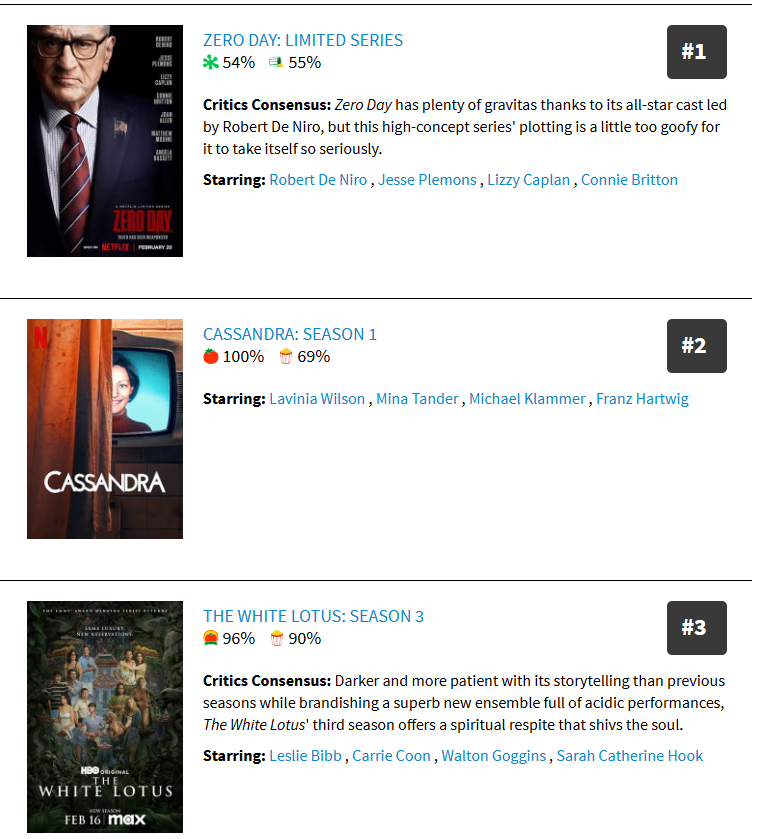 ROBERT
DENIRO
JESSE
PLEMONS
LIZZY
CAPLAN
CONNIE
BRITTON
JOAN
ALLEN
MATTHEW
MODINE
ANGELA
BASSETT
A NETFLIX LIMITED SERIES
ZERO DAY
TRUTH HAS BEEN WEAPONIZED
NETFLIX | FEBRUARY 20
ZERO DAY: LIMITED SERIES
54% 55%
#1
Critics Consensus: Zero Day has plenty of gravitas thanks to its all-star cast led
by Robert De Niro, but this high-concept series' plotting is a little too goofy for
it to take itself so seriously.
Starring: Robert De Niro , Jesse Plemons , Lizzy Caplan , Connie Britton
N
CASSANDRA
CASSANDRA: SEASON 1
100% 69%
#2
Starring: Lavinia Wilson , Mina Tander , Michael Klammer , Franz Hartwig
THE EMMY AWARD WINNING SERIES RETURNS
SAME LUXURY.
NEW RESERVATIONS.
HBO ORIGINAL
THE
WHITE LOTUS
NEW SEASON
FEB 16 | max
THE WHITE LOTUS: SEASON 3
96% 90%
#3
Critics Consensus: Darker and more patient with its storytelling than previous
seasons while brandishing a superb new ensemble full of acidic performances,
The White Lotus' third season offers a spiritual respite that shivs the soul.
Starring: Leslie Bibb , Carrie Coon , Walton Goggins , Sarah Catherine Hook